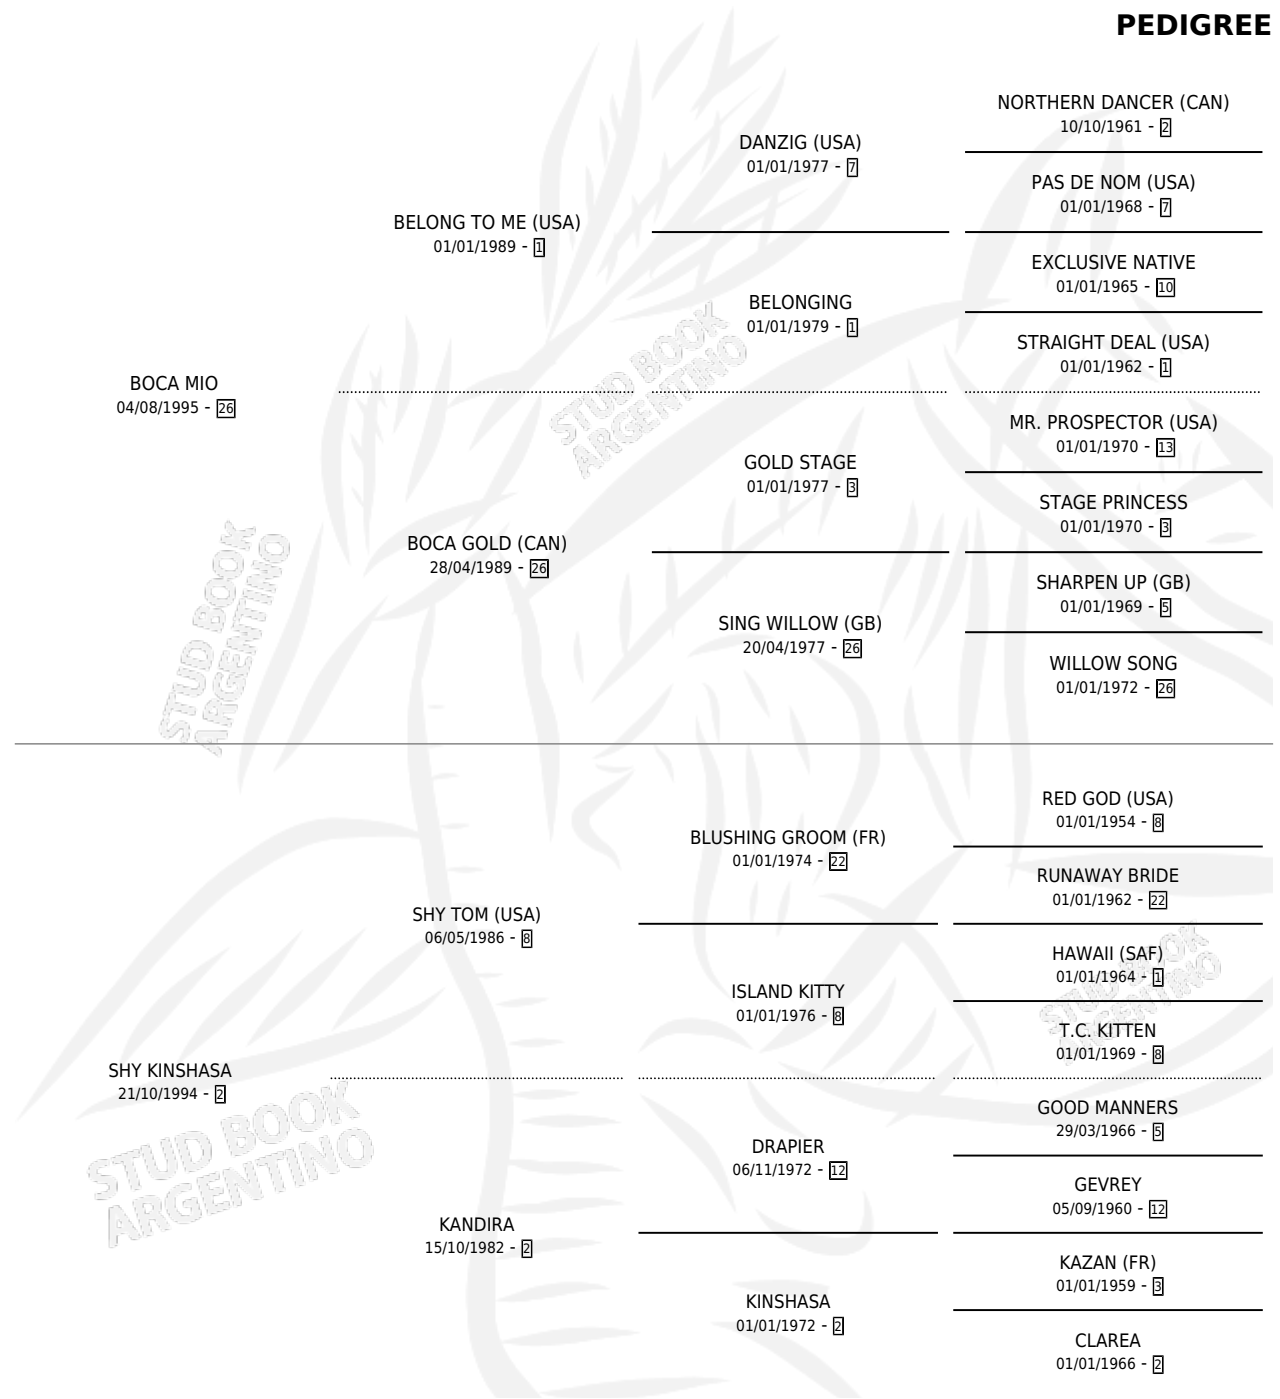 PEDIGREE
NORTHERN DANCER (CAN)
10/10/1961 - 2
DANZIG (USA)
01/01/1977 - 7
PAS DE NOM (USA)
01/01/1968 - 7
BELONG TO ME (USA)
01/01/1989 - 1
EXCLUSIVE NATIVE
01/01/1965 - 10
BELONGING
01/01/1979 - 1
STRAIGHT DEAL (USA)
01/01/1962 - 1
BOCA MIO
04/08/1995 - 26
MR. PROSPECTOR (USA)
01/01/1970 - 13
GOLD STAGE
01/01/1977 - 3
STAGE PRINCESS
01/01/1970 - 3
BOCA GOLD (CAN)
28/04/1989 - 26
SHARPEN UP (GB)
01/01/1969 - 5
SING WILLOW (GB)
20/04/1977 - 26
WILLOW SONG
01/01/1972 - 26
RED GOD (USA)
01/01/1954 - 8
BLUSHING GROOM (FR)
01/01/1974 - 22
RUNAWAY BRIDE
01/01/1962 - 22
SHY TOM (USA)
06/05/1986 - 8
HAWAII (SAF)
01/01/1964 - 1
ISLAND KITTY
01/01/1976 - 8
T.C. KITTEN
01/01/1969 - 8
SHY KINSHASA
21/10/1994 - 2
GOOD MANNERS
29/03/1966 - 5
DRAPIER
06/11/1972 - 12
GEVREY
05/09/1960 - 12
KANDIRA
15/10/1982 - 2
KAZAN (FR)
01/01/1959 - 3
KINSHASA
01/01/1972 - 2
CLAREA
01/01/1966 - 2
STUD BOOK
ARGENTINO
STUD BOOK
ARGENTINO
STUD BOOK
ARGENTINO
STUD BOOK
ARGENTINO